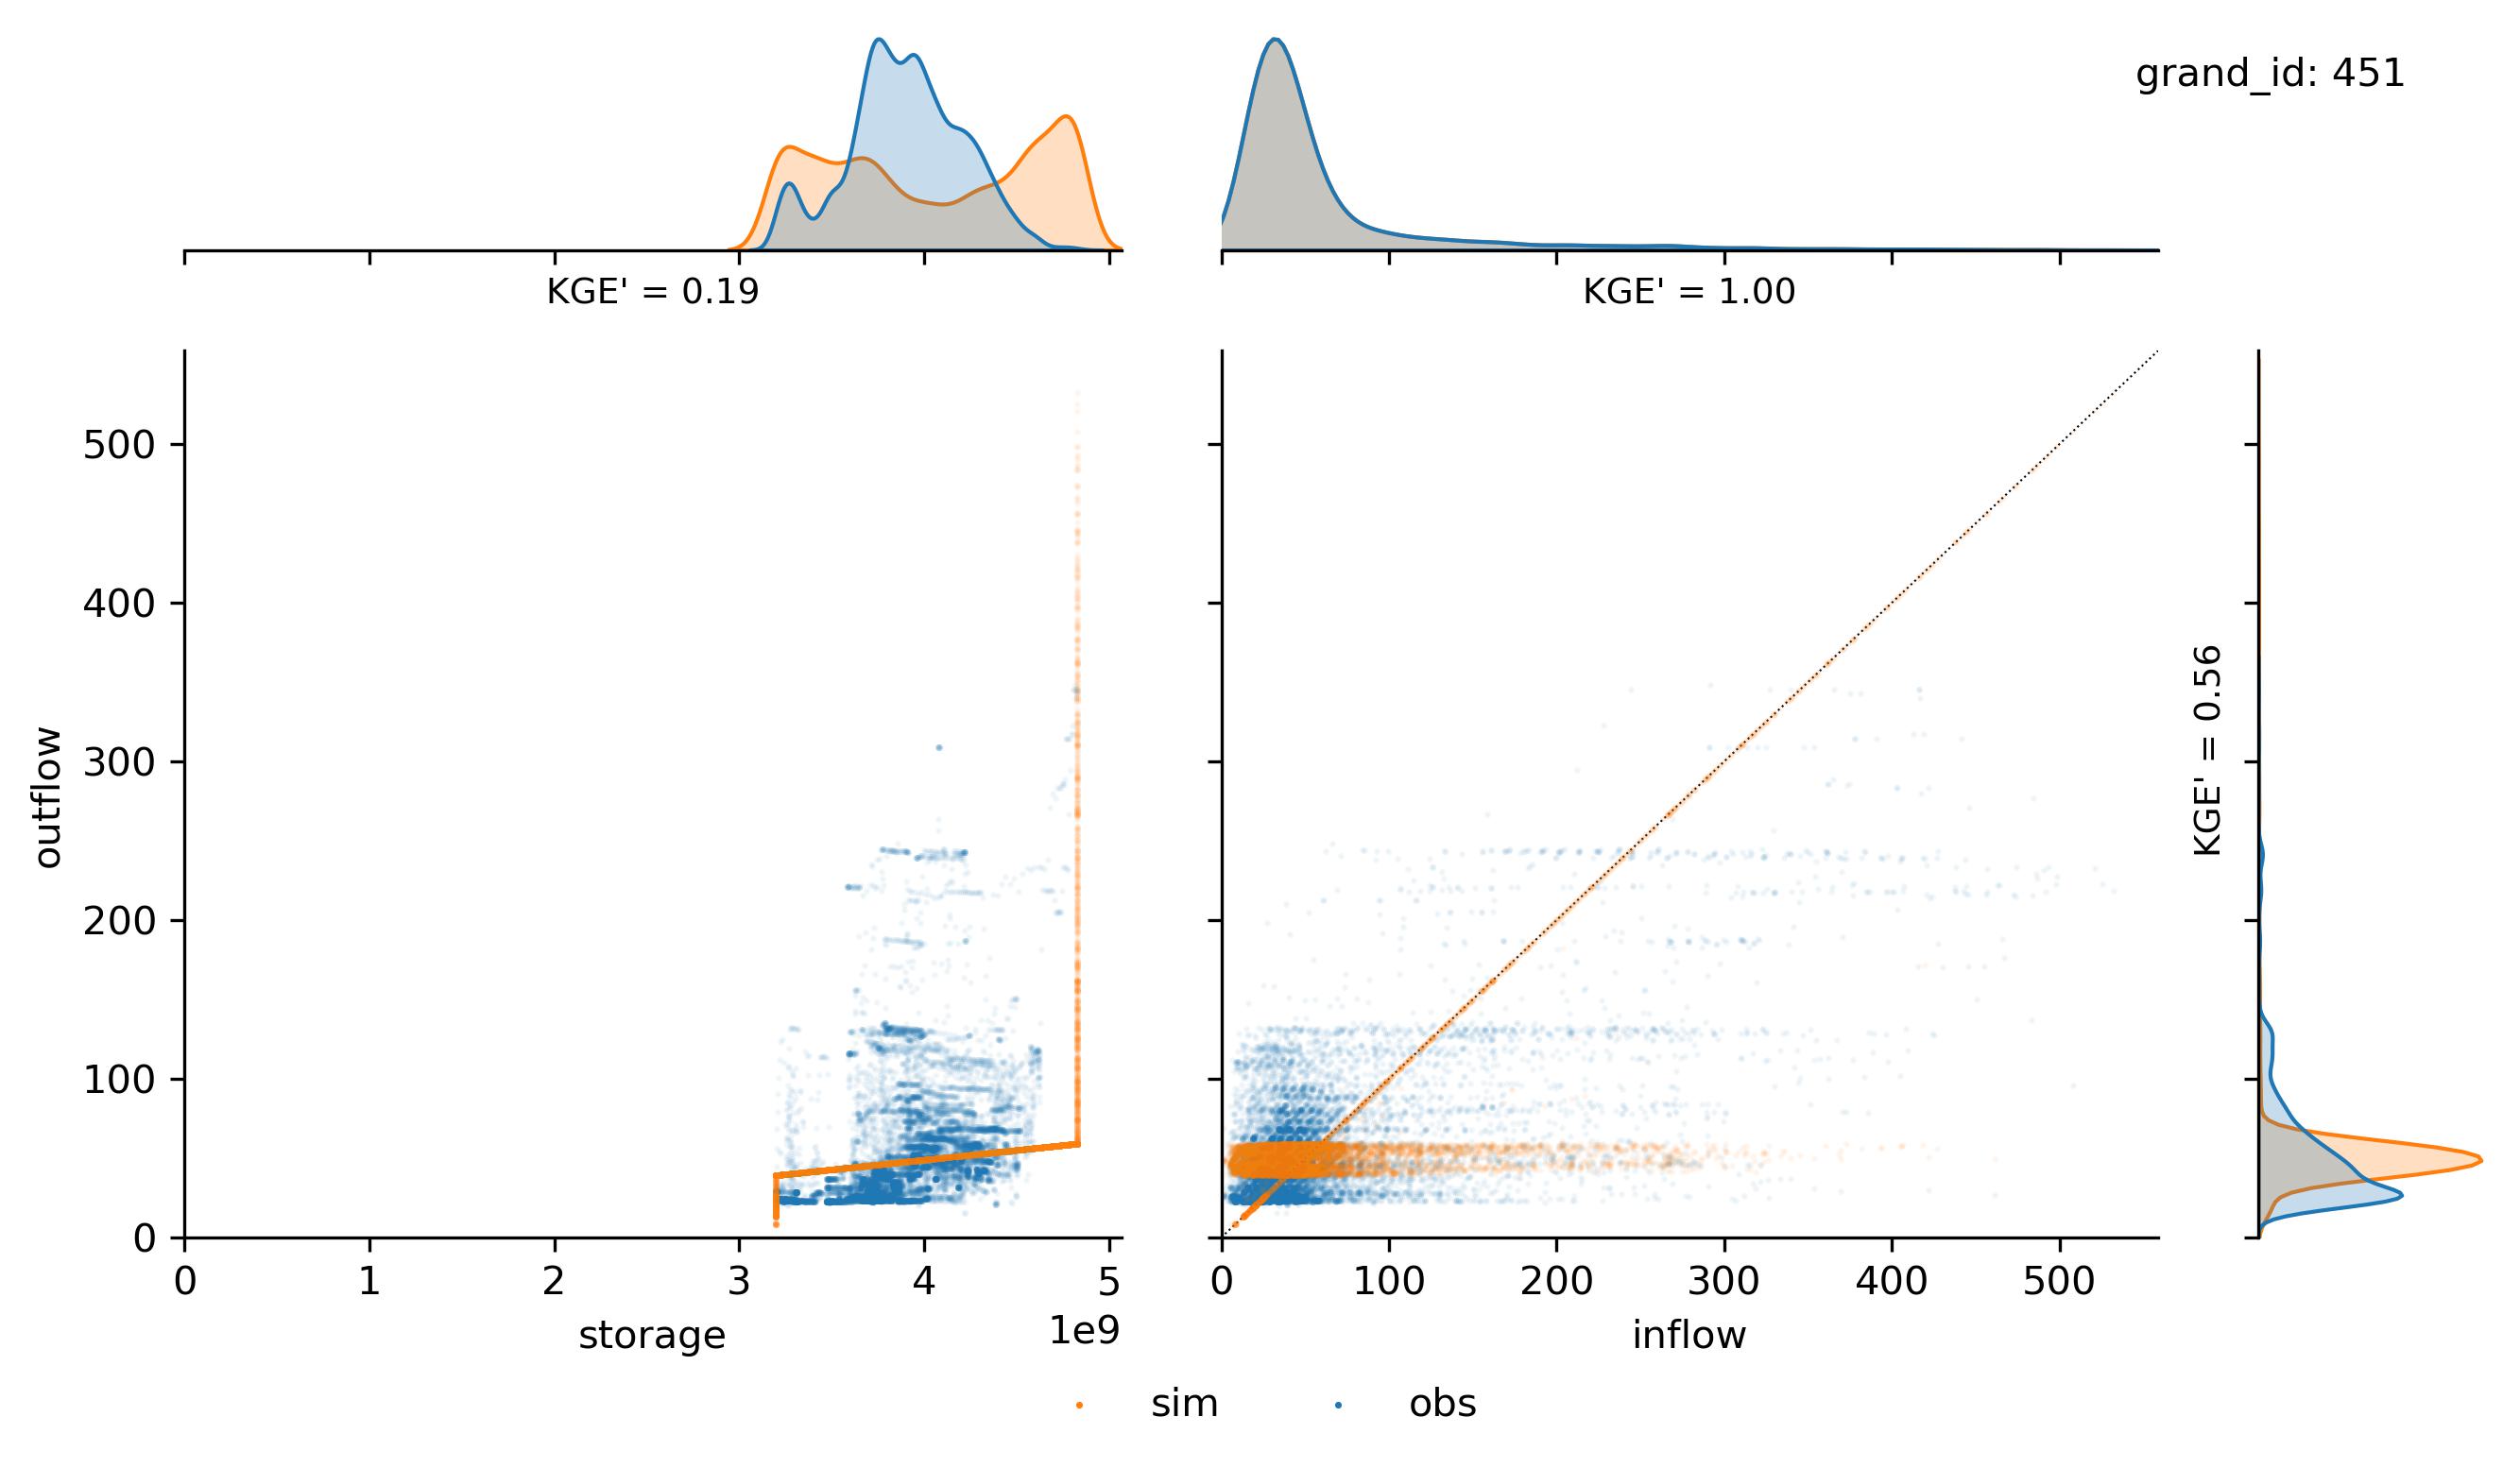 grand_id: 451
KGE' = 0.19
KGE' = 1.00
outflow
500
400
300
200
100
0
KGE' = 0.56
0 1 2 3 4 5
1e9
storage
0 100 200 300 400 500
inflow
sim
obs